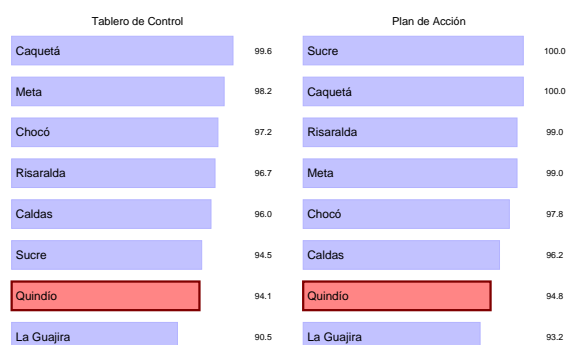 Tablero de Control
Caquetá 99.6
Meta 98.2
Chocó 97.2
Risaralda 96.7
Caldas 96.0
Sucre 94.5
Quindío 94.1
La Guajira 90.5
Plan de Acción
Sucre 100.0
Caquetá 100.0
Risaralda 99.0
Meta 99.0
Chocó 97.8
Caldas 96.2
Quindío 94.8
La Guajira 93.2